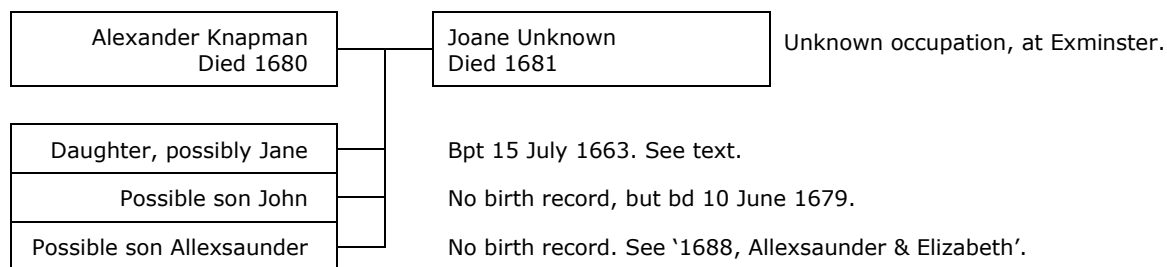 Alexander Knapman
Died 1680
Joane Unknown
Died 1681
Unknown occupation, at Exminster.
Daughter, possibly Jane
Bpt 15 July 1663. See text.
Possible son John
No birth record, but bd 10 June 1679.
Possible son Allexsaunder
No birth record. See ‘1688, Allexsaunder & Elizabeth’.